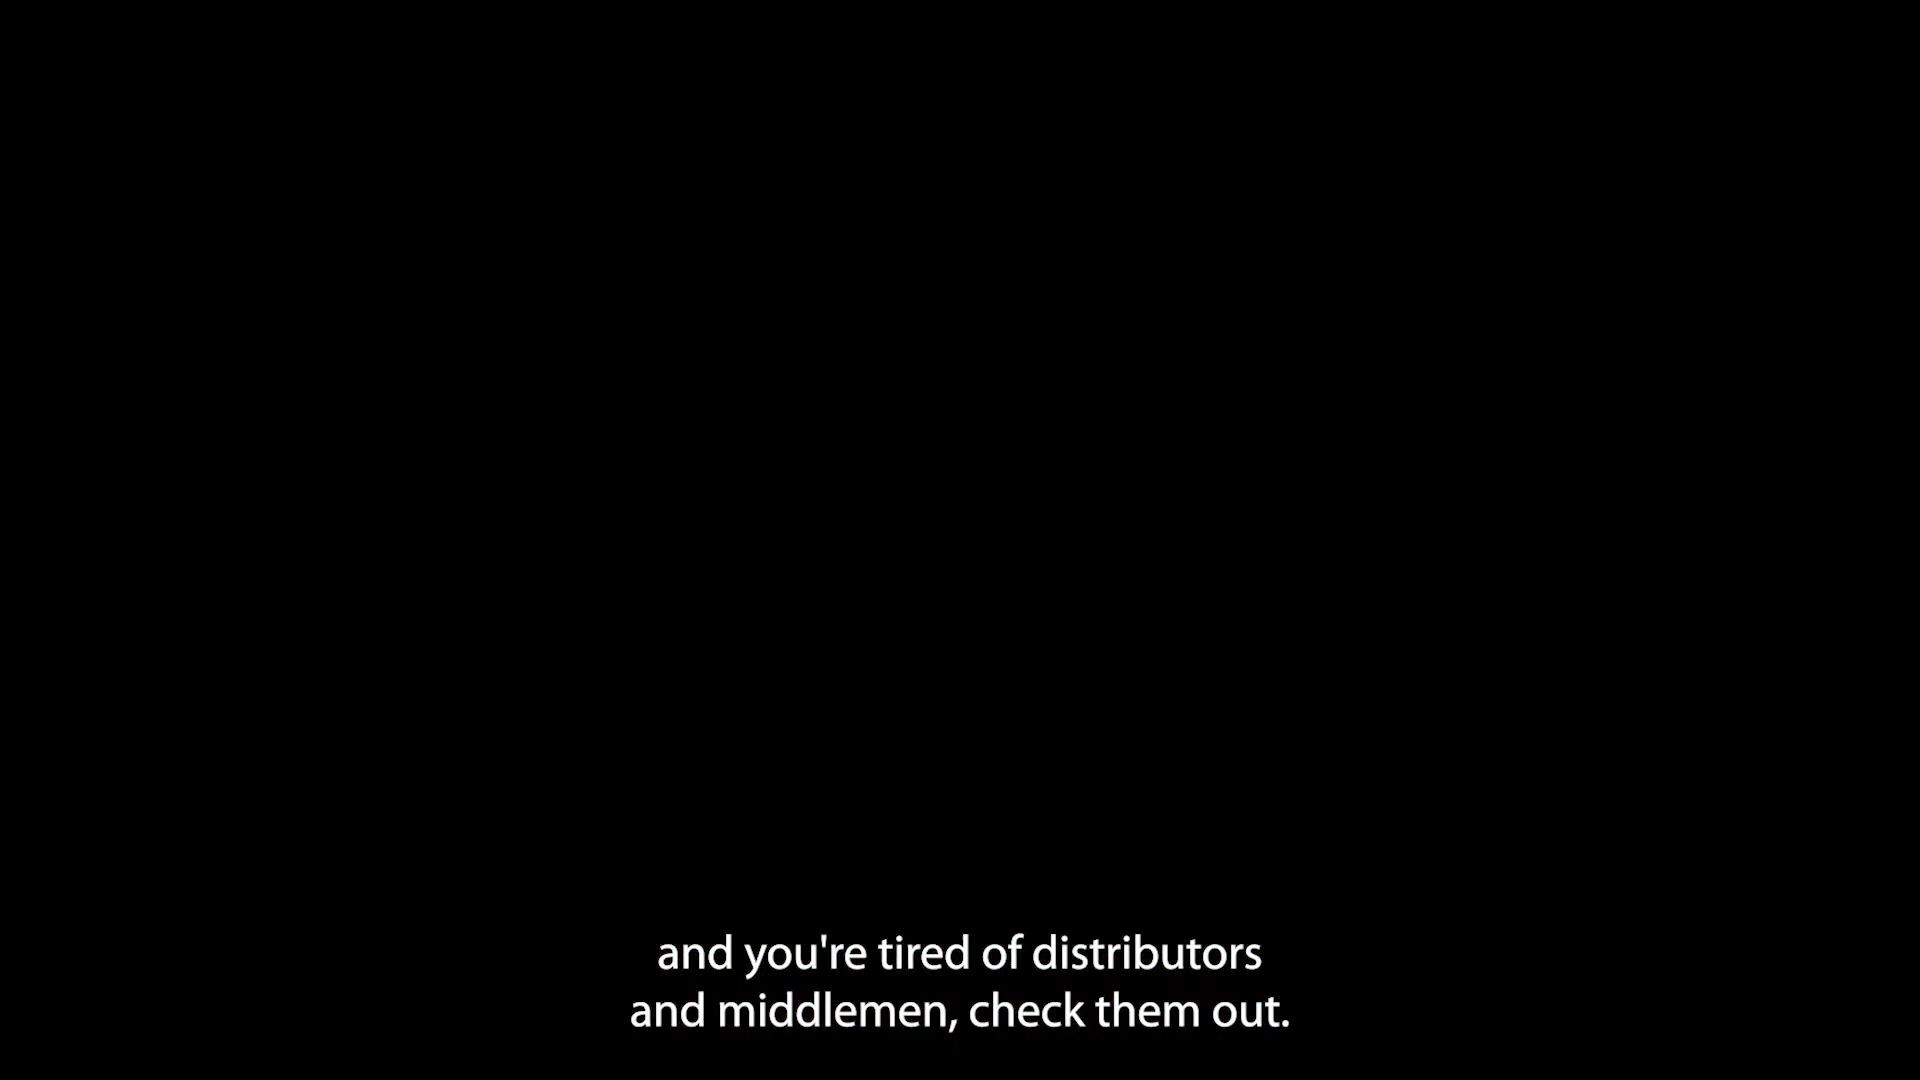 and you're tired of distributors
and middlemen, check them out.